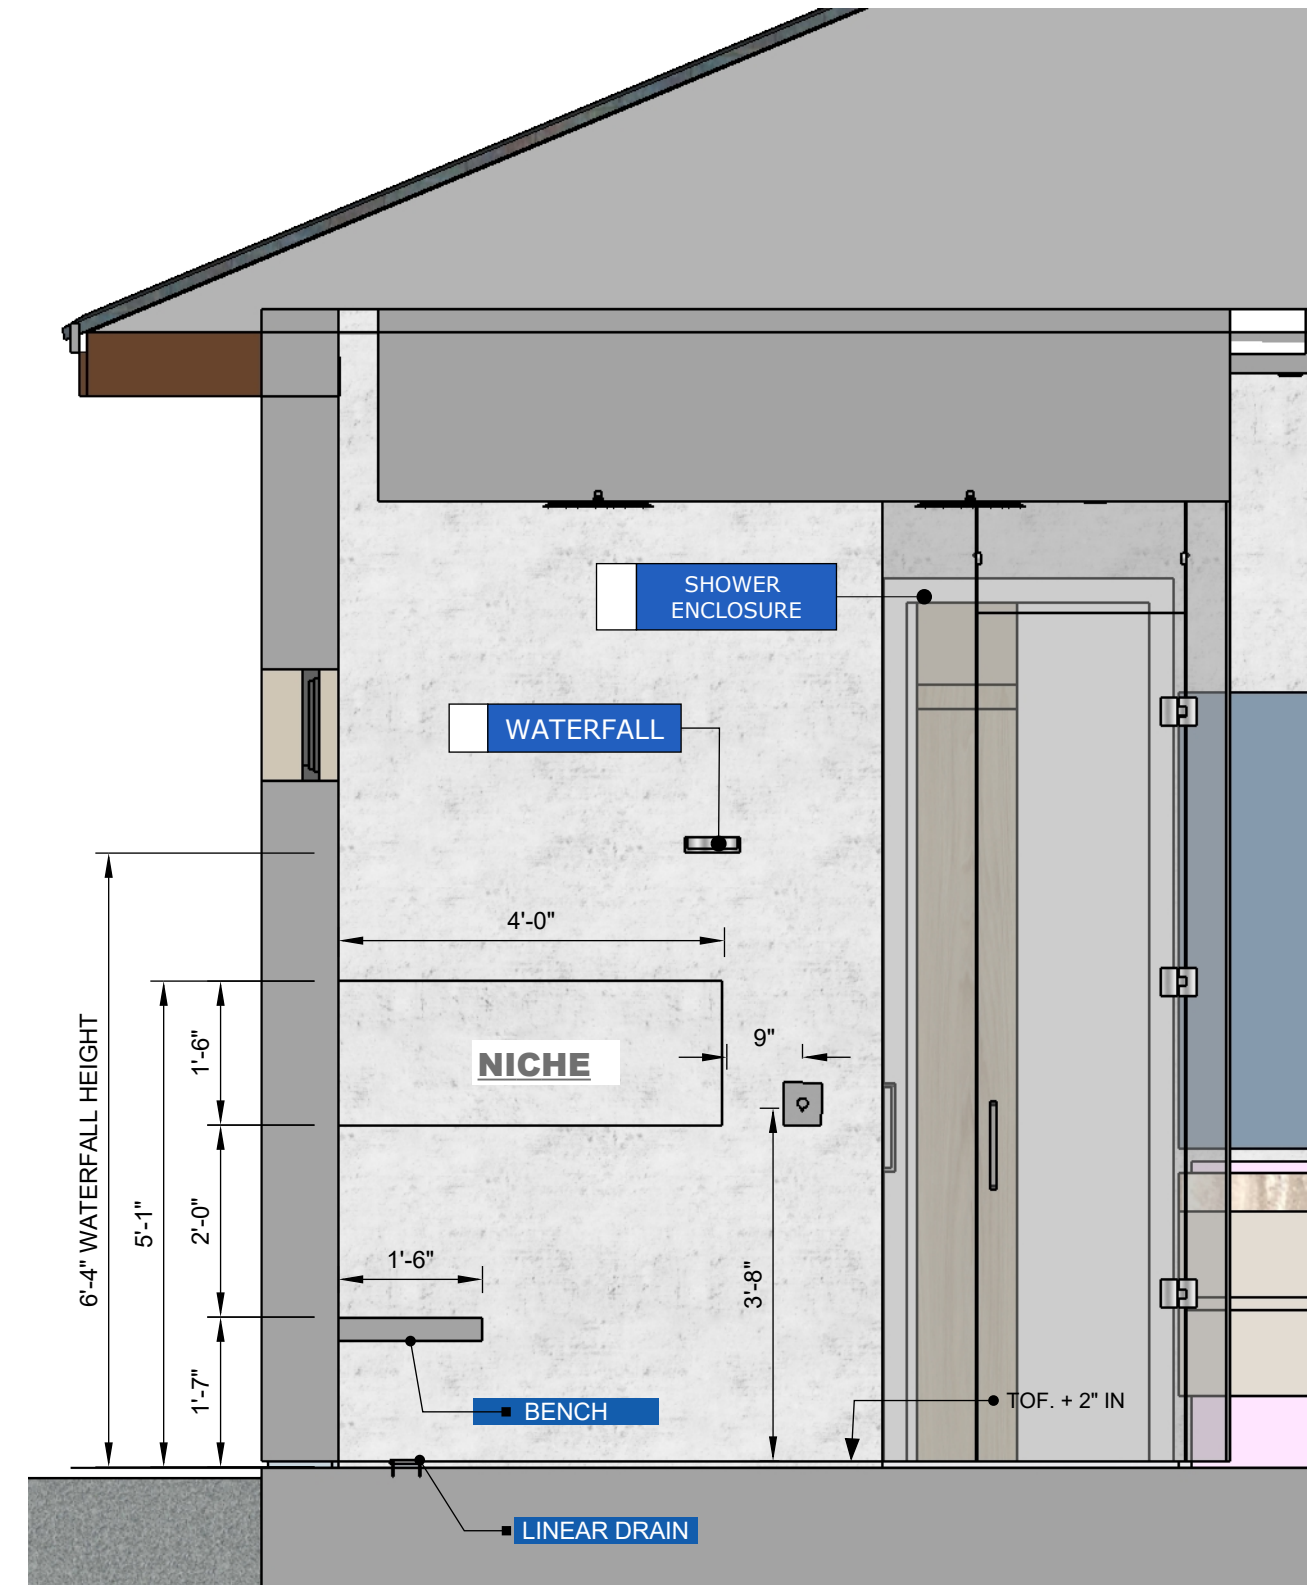 SHOWER
ENCLOSURE
WATERFALL
4'-0"
6'-4" WATERFALL HEIGHT
5'-1"
1'-6"
NICHE
9"
2'-0"
1'-6"
3'-8"
1'-7"
BENCH
TOF. + 2" IN
LINEAR DRAIN